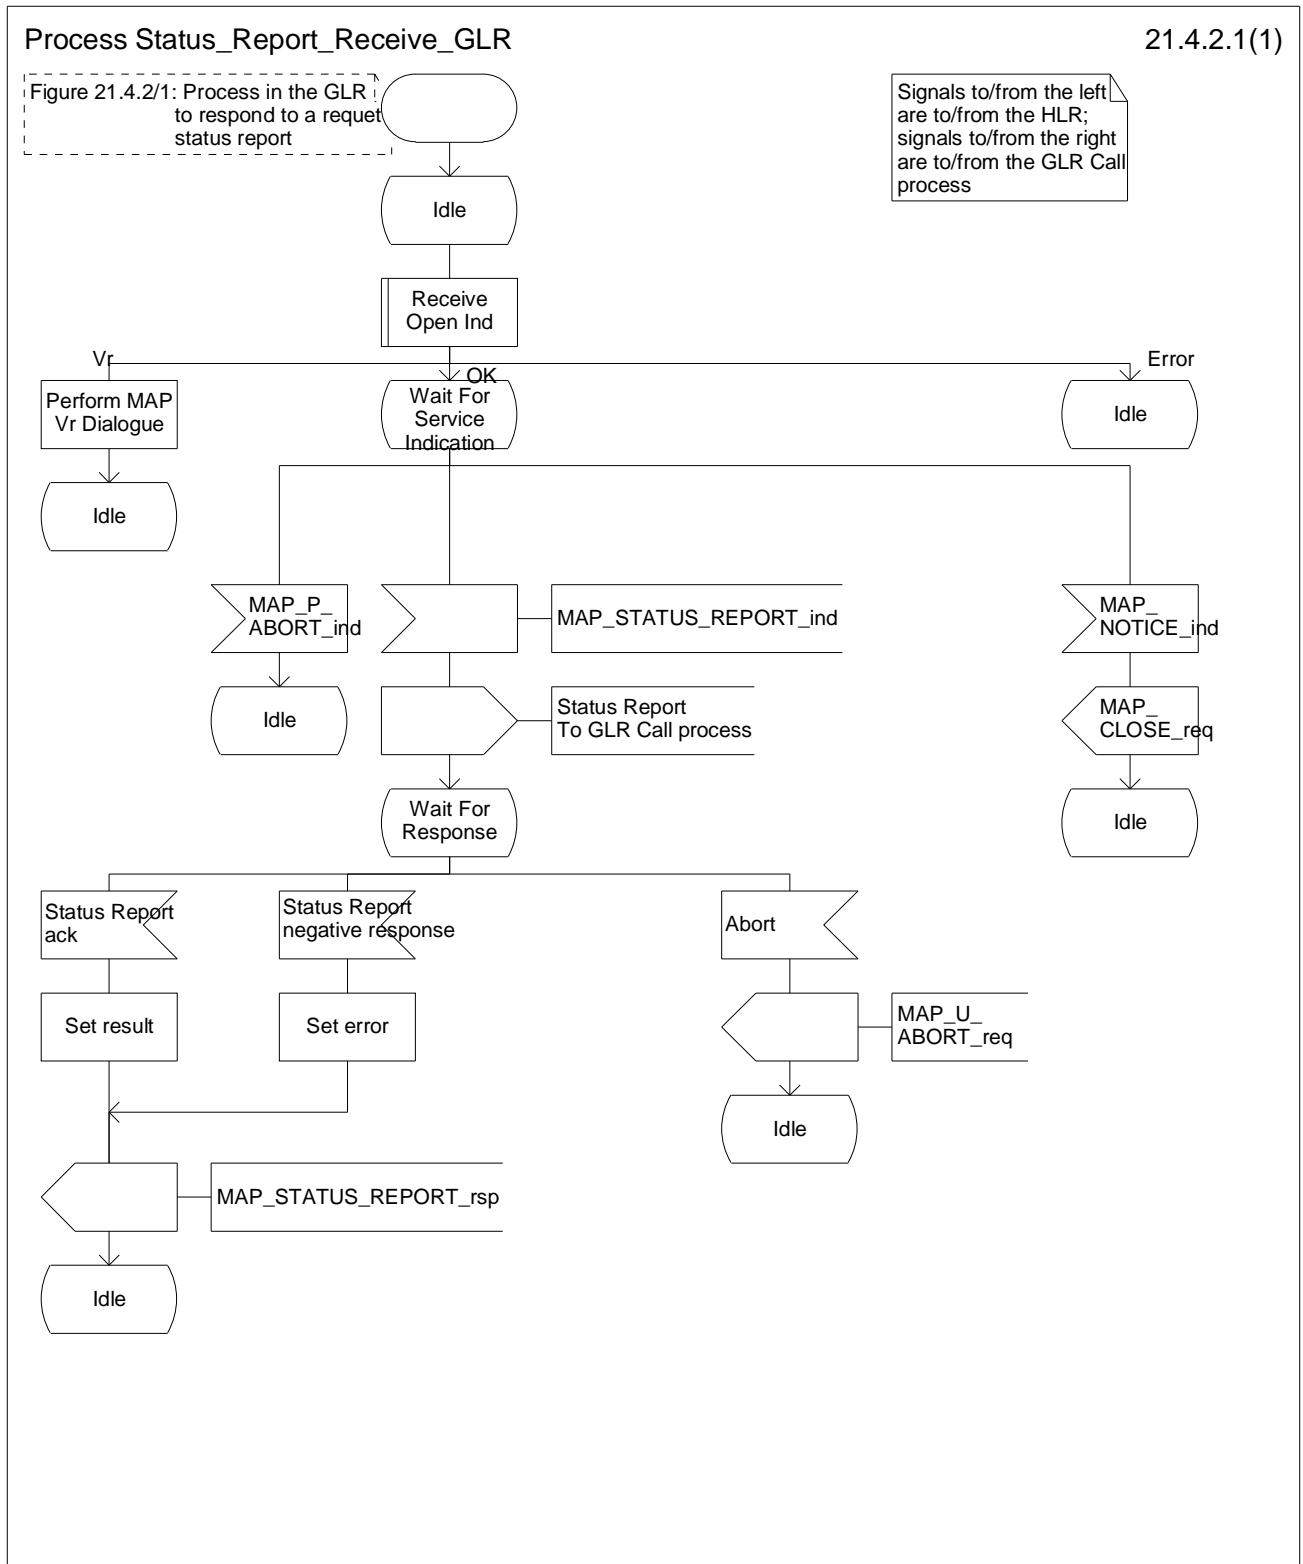 Process Status_Report_Receive_GLR
21.4.2.1(1)
Figure 21.4.2/1: Process in the GLR
to respond to a requet
status report
Signals to/from the left
are to/from the HLR;
signals to/from the right
are to/from the GLR Call
process
Idle
Receive
Open Ind
Vr
OK
Error
Perform MAP
Vr Dialogue
Wait For
Service
Indication
Idle
Idle
MAP_P_
ABORT_ind
MAP_STATUS_REPORT_ind
MAP_
NOTICE_ind
Idle
Status Report
To GLR Call process
MAP_
CLOSE_req
Wait For
Response
Idle
Status Report
ack
Status Report
negative response
Abort
Set result
Set error
MAP_U_
ABORT_req
Idle
MAP_STATUS_REPORT_rsp
Idle